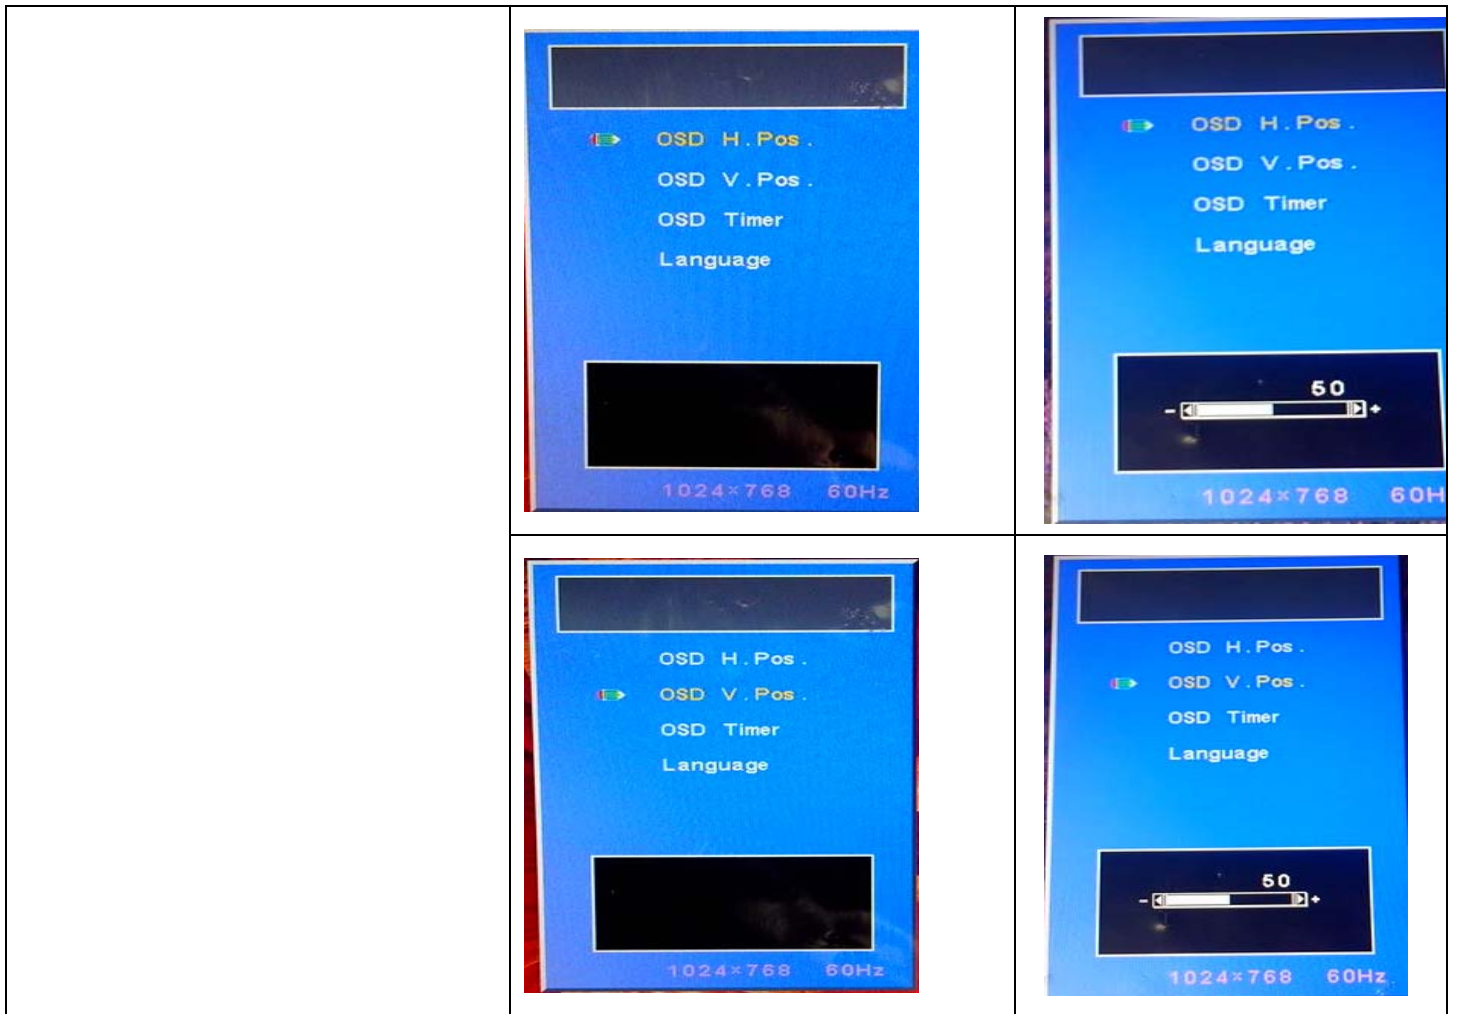 OSD H.Pos.
OSD V.Pos.
OSD Timer
Language
1024×768 60Hz
OSD H.Pos.
OSD V.Pos.
OSD Timer
Language
50
- +
1024×768 60H
OSD H.Pos.
OSD V.Pos.
OSD Timer
Language
1024×768 60Hz
OSD H.Pos.
OSD V.Pos.
OSD Timer
Language
50
- +
1024×768 60Hz